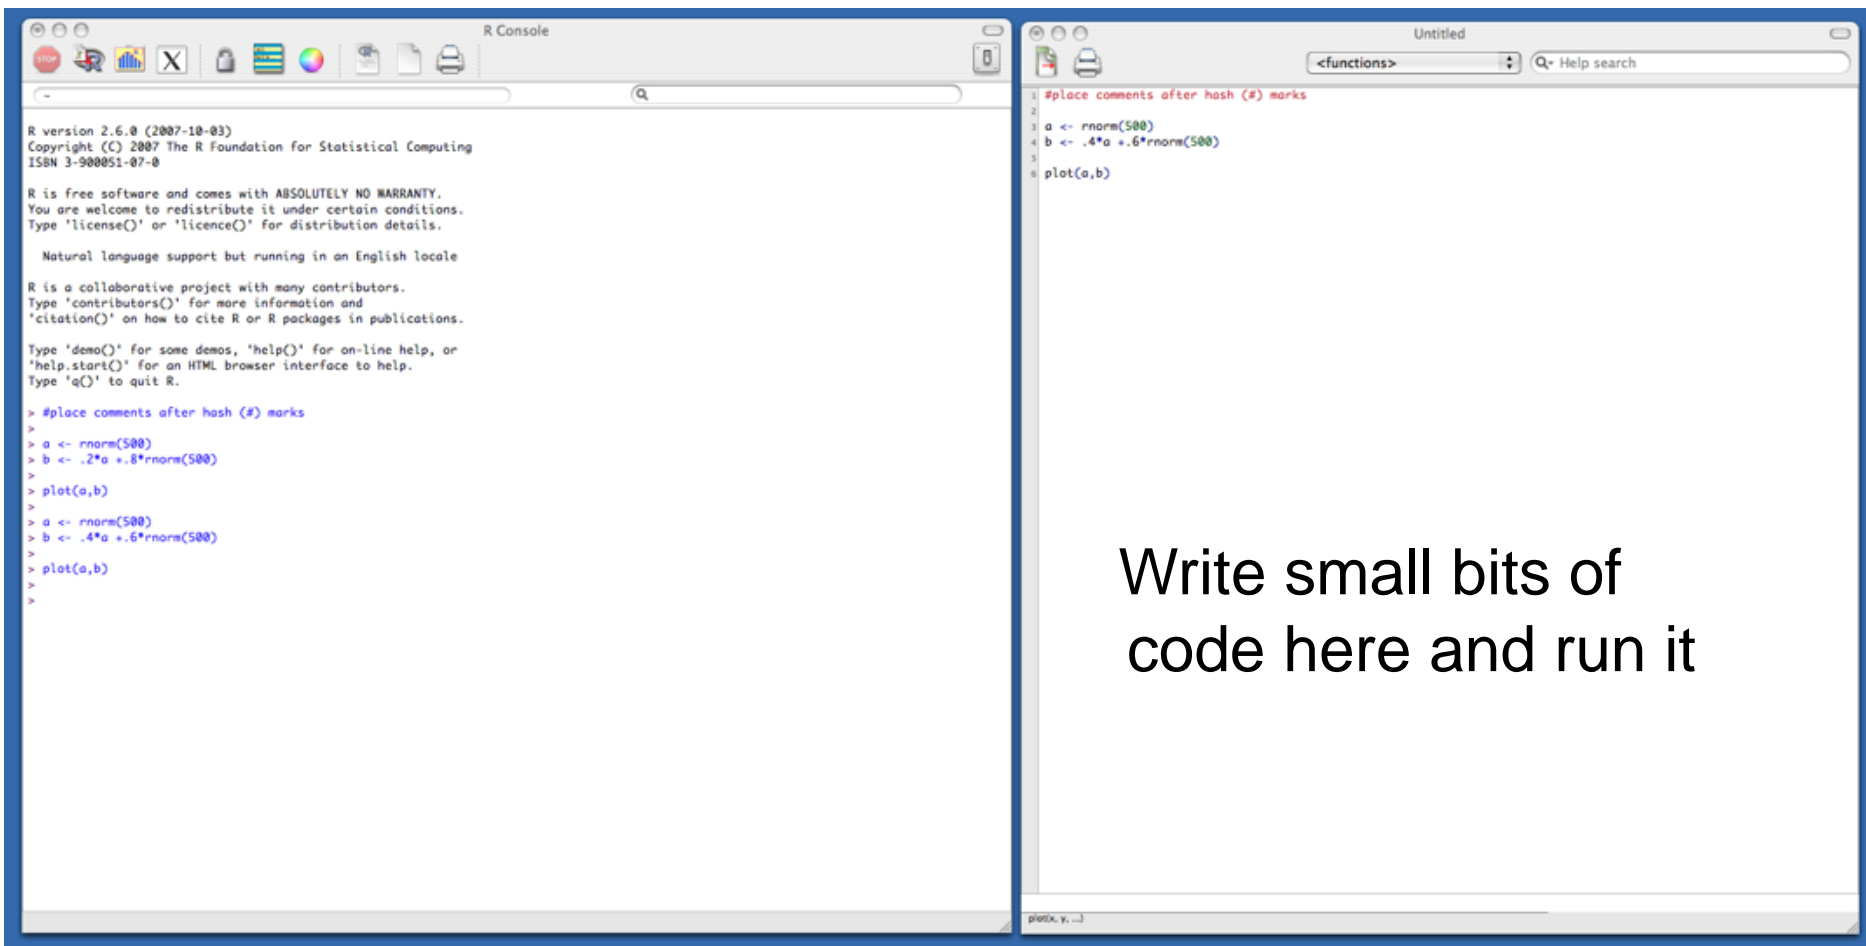 R Console
STOP
X
~
R version 2.6.0 (2007-10-03)
Copyright (C) 2007 The R Foundation for Statistical Computing
ISBN 3-900051-07-0
R is free software and comes with ABSOLUTELY NO WARRANTY.
You are welcome to redistribute it under certain conditions.
Type 'license()' or 'licence()' for distribution details.
Natural language support but running in an English locale
R is a collaborative project with many contributors.
Type 'contributors()' for more information and
'citation()' on how to cite R or R packages in publications.
Type 'demo()' for some demos, 'help()' for on-line help, or
'help.start()' for an HTML browser interface to help.
Type 'q()' to quit R.
> #place comments after hash (#) marks
>
> a <- rnorm(500)
> b <- .2*a +.8*rnorm(500)
>
> plot(a,b)
>
> a <- rnorm(500)
> b <- .4*a +.6*rnorm(500)
>
> plot(a,b)
>
>
Untitled
<functions>
Help search
1 #place comments after hash (#) marks
2
3 a <- rnorm(500)
4 b <- .4*a +.6*rnorm(500)
5
6 plot(a,b)
Write small bits of
code here and run it
plot(x, y, ...)